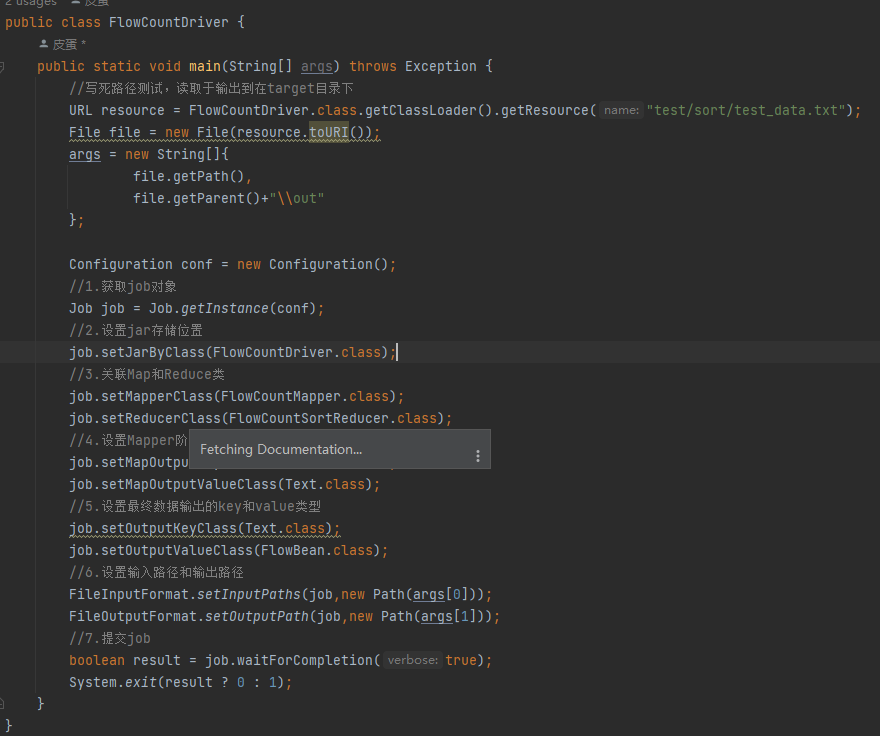 2 usages 皮蛋
public class FlowCountDriver {
皮蛋 *
public static void main(String[] args) throws Exception {
//写死路径测试，读取于输出到在target目录下
URL resource = FlowCountDriver.class.getClassLoader().getResource( name: "test/sort/test_data.txt");
File file = new File(resource.toURI());
args = new String[]{
file.getPath(),
file.getParent()+"\\out"
};
Configuration conf = new Configuration();
//1.获取job对象
Job job = Job.getInstance(conf);
//2.设置jar存储位置
job.setJarByClass(FlowCountDriver.class);
//3.关联Map和Reduce类
job.setMapperClass(FlowCountMapper.class);
job.setReducerClass(FlowCountSortReducer.class);
//4.设置Mapper阶
Fetching Documentation...
job.setMapOutpu
job.setMapOutputValueClass(Text.class);
//5.设置最终数据输出的key和value类型
job.setOutputKeyClass(Text.class);
job.setOutputValueClass(FlowBean.class);
//6.设置输入路径和输出路径
FileInputFormat.setInputPaths(job,new Path(args[0]));
FileOutputFormat.setOutputPath(job,new Path(args[1]));
//7.提交job
boolean result = job.waitForCompletion( verbose: true);
System.exit(result ? 0 : 1);
}
}